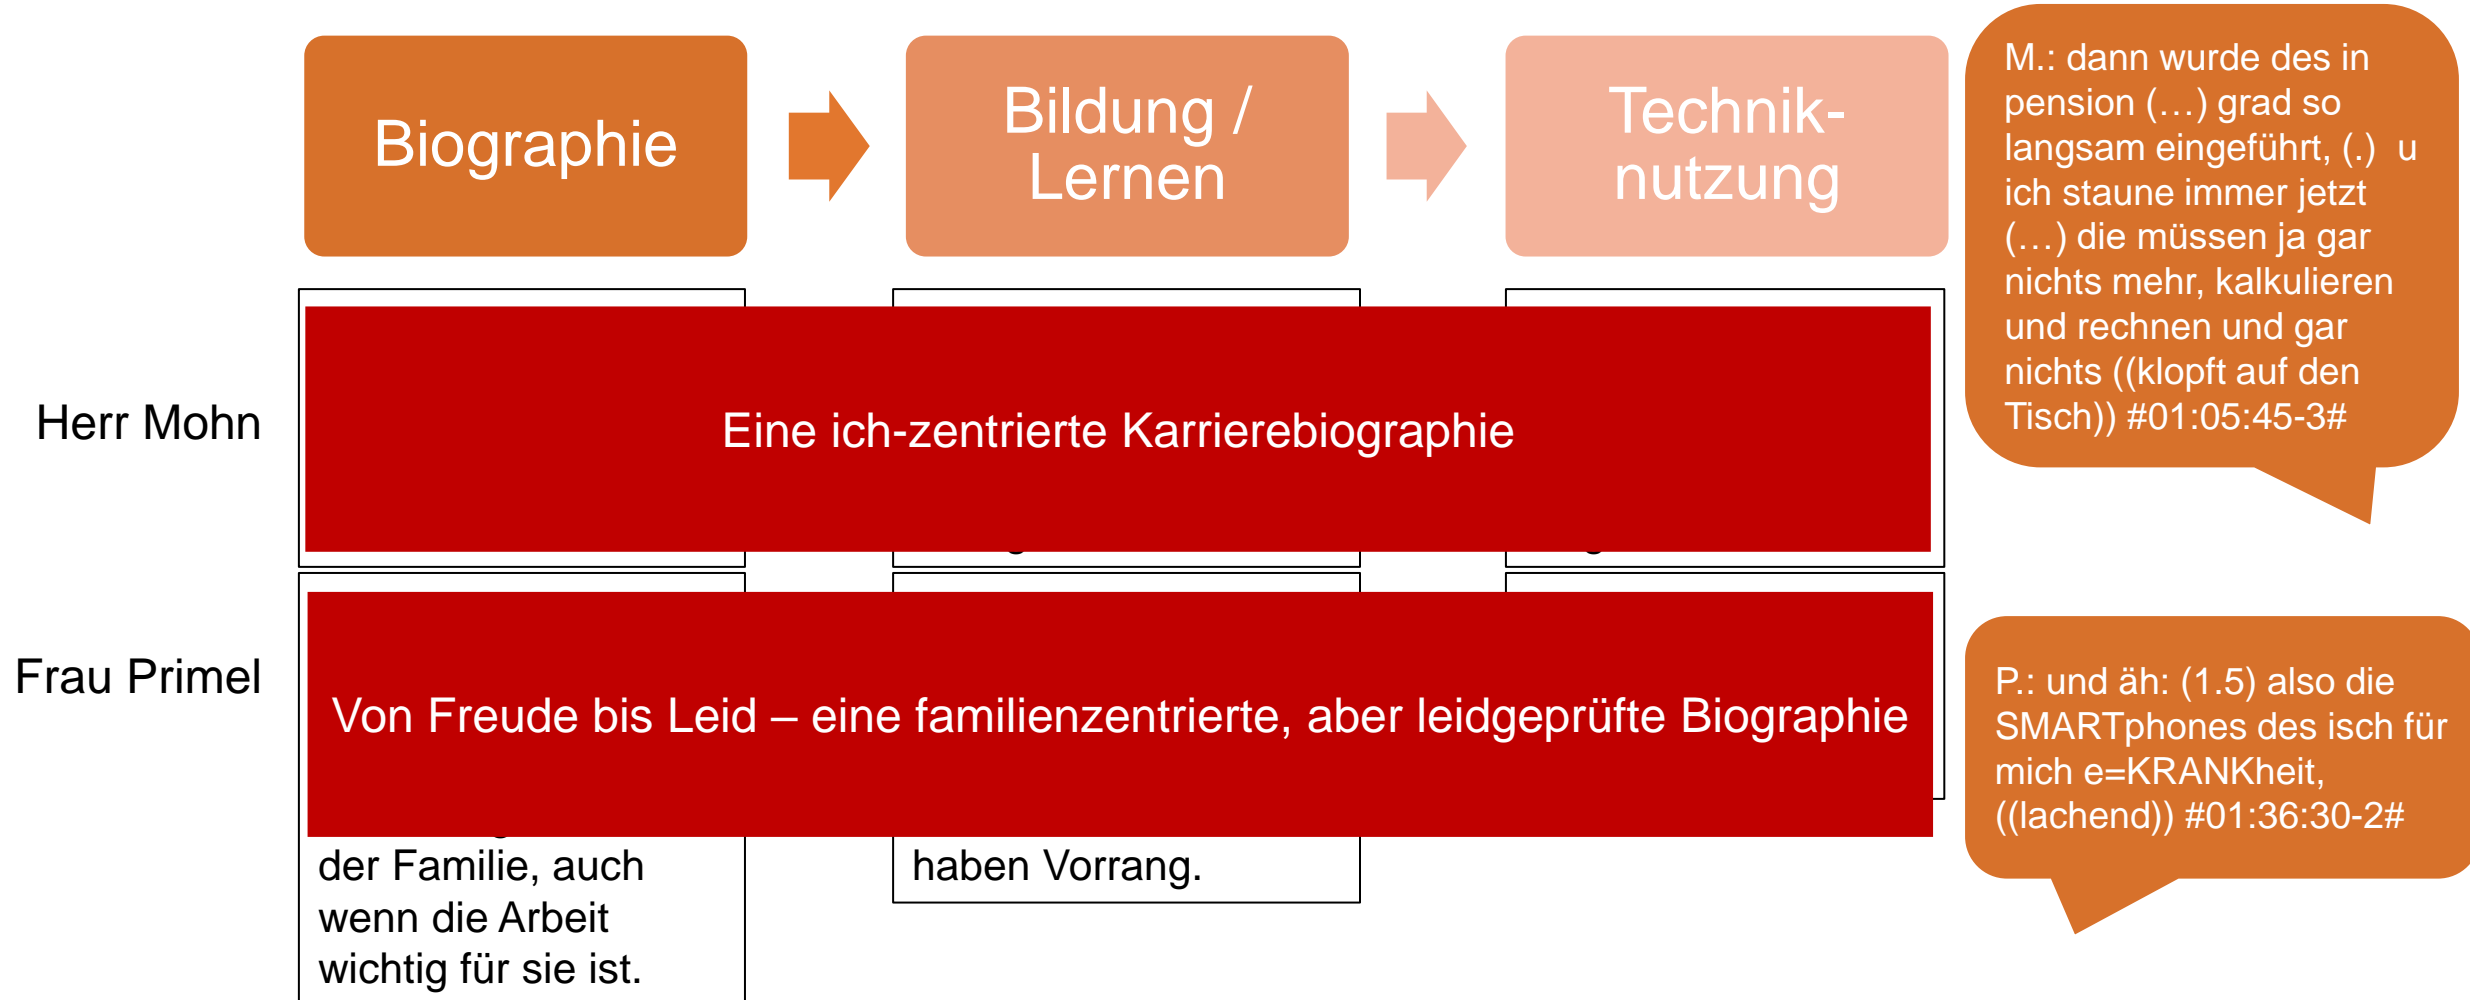 Biographie
Bildung /
Lernen
Technik-
nutzung
M.: dann wurde des in
pension (…) grad so
langsam eingeführt, (.) u
ich staune immer jetzt
(…) die müssen ja gar
nichts mehr, kalkulieren
und rechnen und gar
nichts ((klopft auf den
Tisch)) #01:05:45-3#
Herr Mohn
Eine ich-zentrierte Karrierebiographie
Frau Primel
Von Freude bis Leid – eine familienzentrierte, aber leidgeprüfte Biographie
der Familie, auch
wenn die Arbeit
wichtig für sie ist.
haben Vorrang.
P.: und äh: (1.5) also die
SMARTphones des isch für
mich e=KRANKheit,
((lachend)) #01:36:30-2#